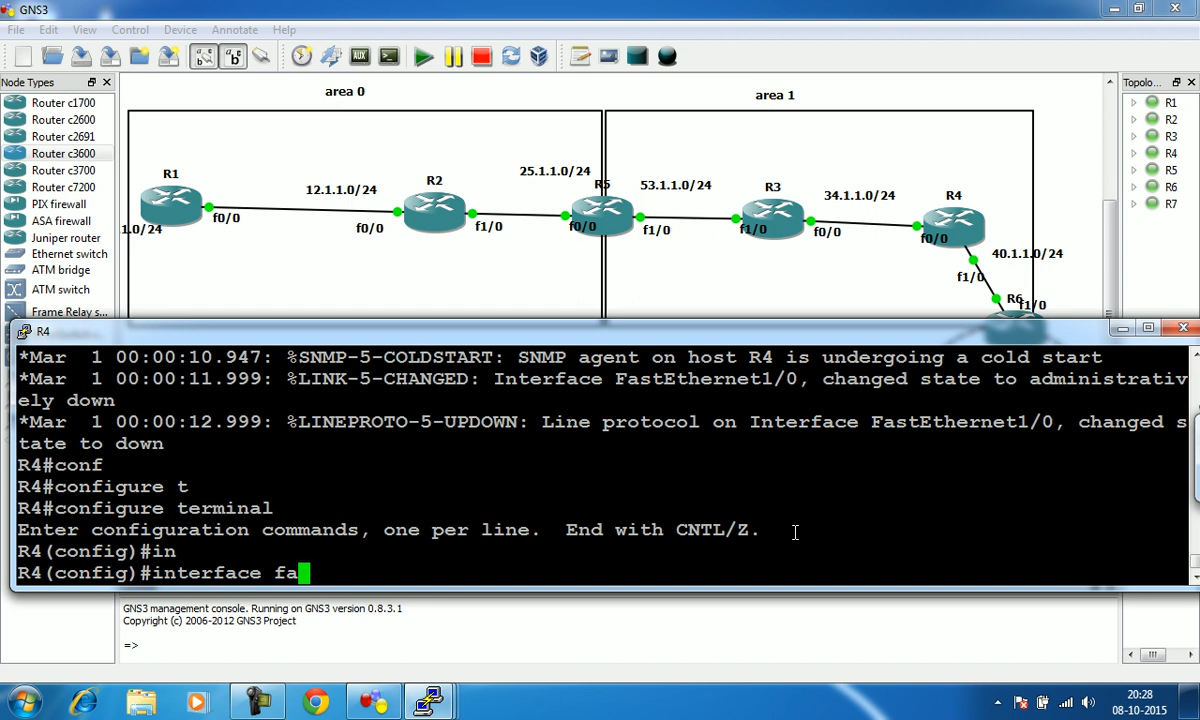 GNS3
File Edit View Control Device Annotate Help
Node Types
Router c1700
Router c2600
Router c2691
Router c3600
Router c3700
Router c7200
PIX firewall
ASA firewall
Juniper router
Ethernet switch
ATM bridge
ATM switch
Frame Relay s...
AUX
area 0
area 1
R1
f0/0
1.0/24
12.1.1.0/24
R2
f0/0
f1/0
25.1.1.0/24
R5
f0/0
f1/0
53.1.1.0/24
R3
f1/0
f0/0
34.1.1.0/24
R4
f0/0
f1/0
40.1.1.0/24
R6
f1/0
Topolo...
R1
R2
R3
R4
R5
R6
R7
R4
*Mar 1 00:00:10.947: %SNMP-5-COLDSTART: SNMP agent on host R4 is undergoing a cold start
*Mar 1 00:00:11.999: %LINK-5-CHANGED: Interface FastEthernet1/0, changed state to administrativ
ely down
*Mar 1 00:00:12.999: %LINEPROTO-5-UPDOWN: Line protocol on Interface FastEthernet1/0, changed s
tate to down
R4#conf
R4#configure t
R4#configure terminal
Enter configuration commands, one per line. End with CNTL/Z.
R4(config)#in
R4(config)#interface fa
GNS3 management console. Running on GNS3 version 0.8.3.1
Copyright (c) 2006-2012 GNS3 Project
=>
20:28
08-10-2015